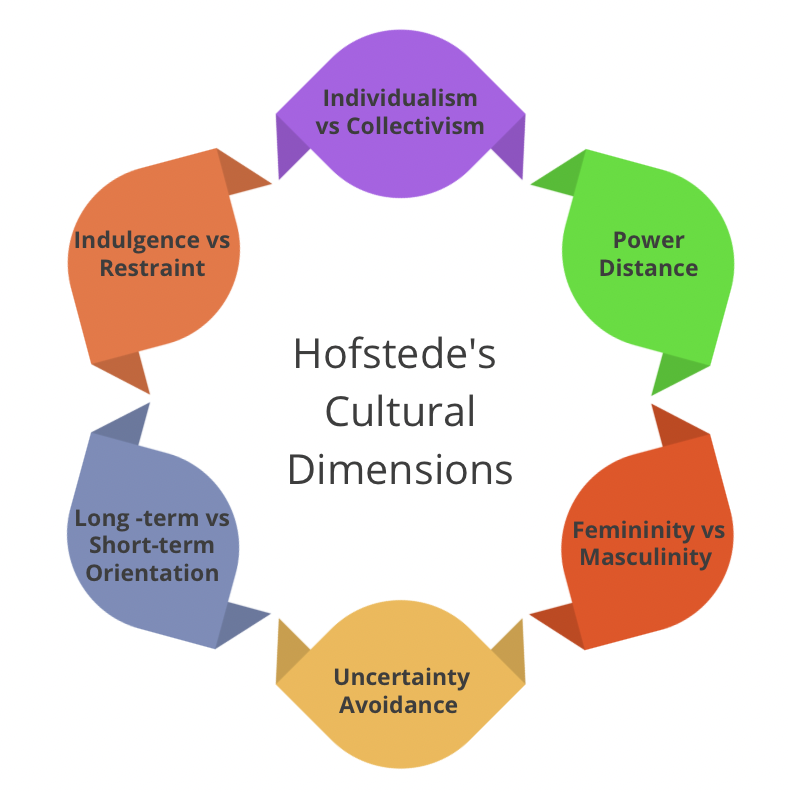 Individualism
vs Collectivism
Indulgence vs
Restraint
Power
Distance
Hofstede's
Cultural
Dimensions
Long -term vs
Short-term
Orientation
Femininity vs
Masculinity
Uncertainty
Avoidance